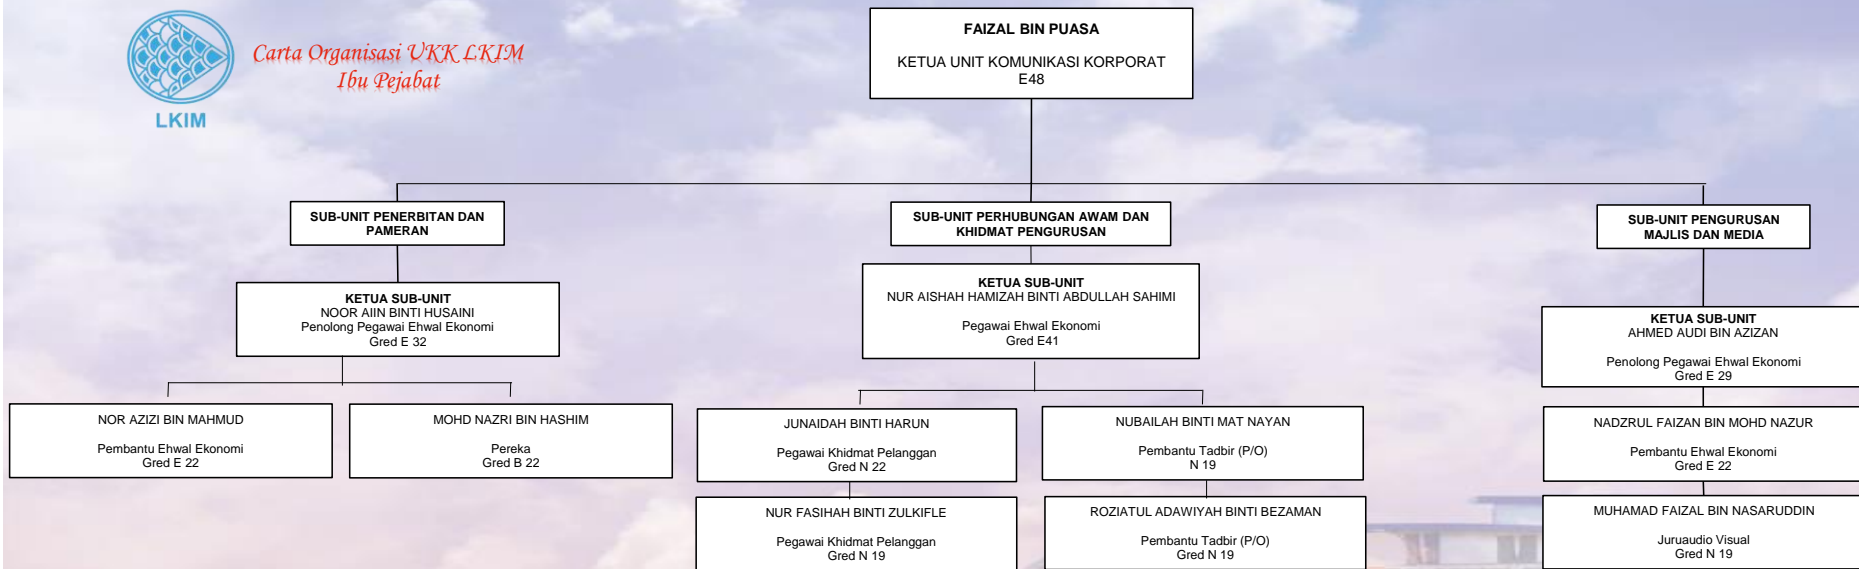 Carta Organisasi UKK LKIM
Ibu Pejabat
LKIM
FAIZAL BIN PUASA
KETUA UNIT KOMUNIKASI KORPORAT
E48
SUB-UNIT PENERBITAN DAN
PAMERAN
KETUA SUB-UNIT
NOOR AIIN BINTI HUSAINI
Penolong Pegawai Ehwal Ekonomi
Gred E 32
NOR AZIZI BIN MAHMUD
Pembantu Ehwal Ekonomi
Gred E 22
MOHD NAZRI BIN HASHIM
Pereka
Gred B 22
SUB-UNIT PERHUBUNGAN AWAM DAN
KHIDMAT PENGURUSAN
KETUA SUB-UNIT
NUR AISHAH HAMIZAH BINTI ABDULLAH SAHIMI
Pegawai Ehwal Ekonomi
Gred E41
JUNAIDAH BINTI HARUN
Pegawai Khidmat Pelanggan
Gred N 22
NUR FASIHAH BINTI ZULKIFLE
Pegawai Khidmat Pelanggan
Gred N 19
NUBAILAH BINTI MAT NAYAN
Pembantu Tadbir (P/O)
N 19
ROZIATUL ADAWIYAH BINTI BEZAMAN
Pembantu Tadbir (P/O)
Gred N 19
SUB-UNIT PENGURUSAN
MAJLIS DAN MEDIA
KETUA SUB-UNIT
AHMED AUDI BIN AZIZAN
Penolong Pegawai Ehwal Ekonomi
Gred E 29
NADZRUL FAIZAN BIN MOHD NAZUR
Pembantu Ehwal Ekonomi
Gred E 22
MUHAMAD FAIZAL BIN NASARUDDIN
Juruaudio Visual
Gred N 19